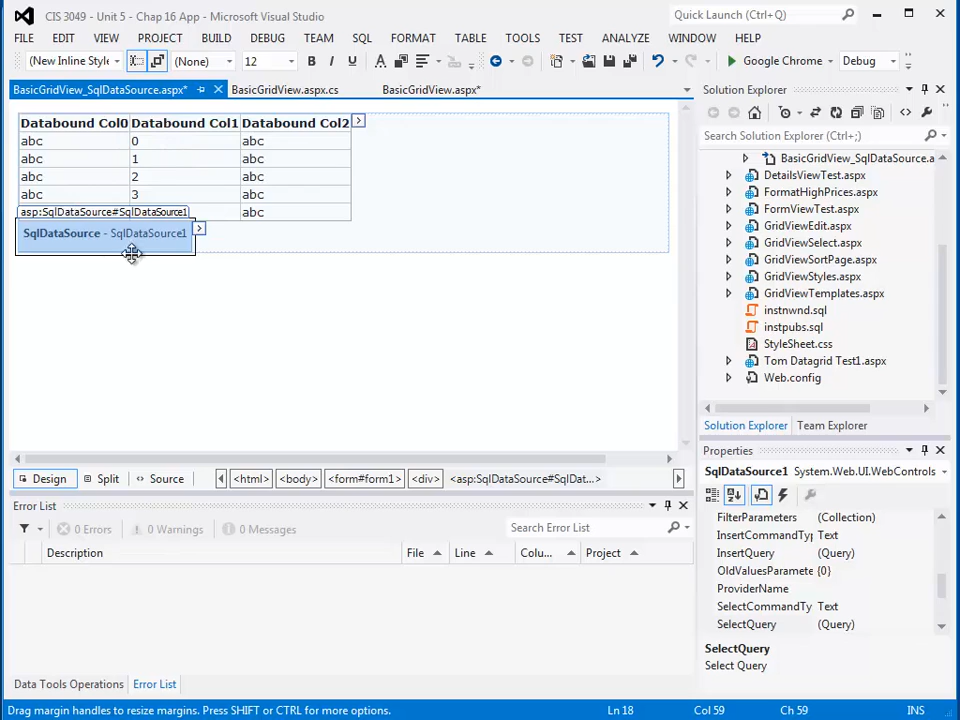 CIS 3049 - Unit 5 - Chap 16 App - Microsoft Visual Studio
Quick Launch (Ctrl+Q)
FILE EDIT VIEW PROJECT BUILD DEBUG TEAM SQL FORMAT TABLE TOOLS TEST ANALYZE WINDOW HELP
(New Inline Style (None) 12 B I U A Google Chrome Debug
BasicGridView_SqlDataSource.aspx* BasicGridView.aspx.cs BasicGridView.aspx*
Databound Col0 Databound Col1 Databound Col2
abc 0 abc
abc 1 abc
abc 2 abc
abc 3 abc
asp:SqlDataSource#SqlDataSource1 abc
SqlDataSource - SqlDataSource1
Design Split Source <html> <body> <form#form1> <div> <asp:SqlDataSource#SqlDat...>
Error List
0 Errors 0 Warnings 0 Messages Search Error List
Description File Line Colu... Project
Data Tools Operations Error List
Solution Explorer
Search Solution Explorer (Ctrl+;)
BasicGridView_SqlDataSource.a
DetailsViewTest.aspx
FormatHighPrices.aspx
FormViewTest.aspx
GridViewEdit.aspx
GridViewSelect.aspx
GridViewSortPage.aspx
GridViewStyles.aspx
GridViewTemplates.aspx
instnwnd.sql
instpubs.sql
StyleSheet.css
Tom Datagrid Test1.aspx
Web.config
Solution Explorer Team Explorer
Properties
SqlDataSource1 System.Web.UI.WebControls
FilterParameters (Collection)
InsertCommandTyp Text
InsertQuery (Query)
OldValuesParamete {0}
ProviderName
SelectCommandTy Text
SelectQuery (Query)
SelectQuery
Select Query
Drag margin handles to resize margins. Press SHIFT or CTRL for more options. Ln 18 Col 59 Ch 59 INS